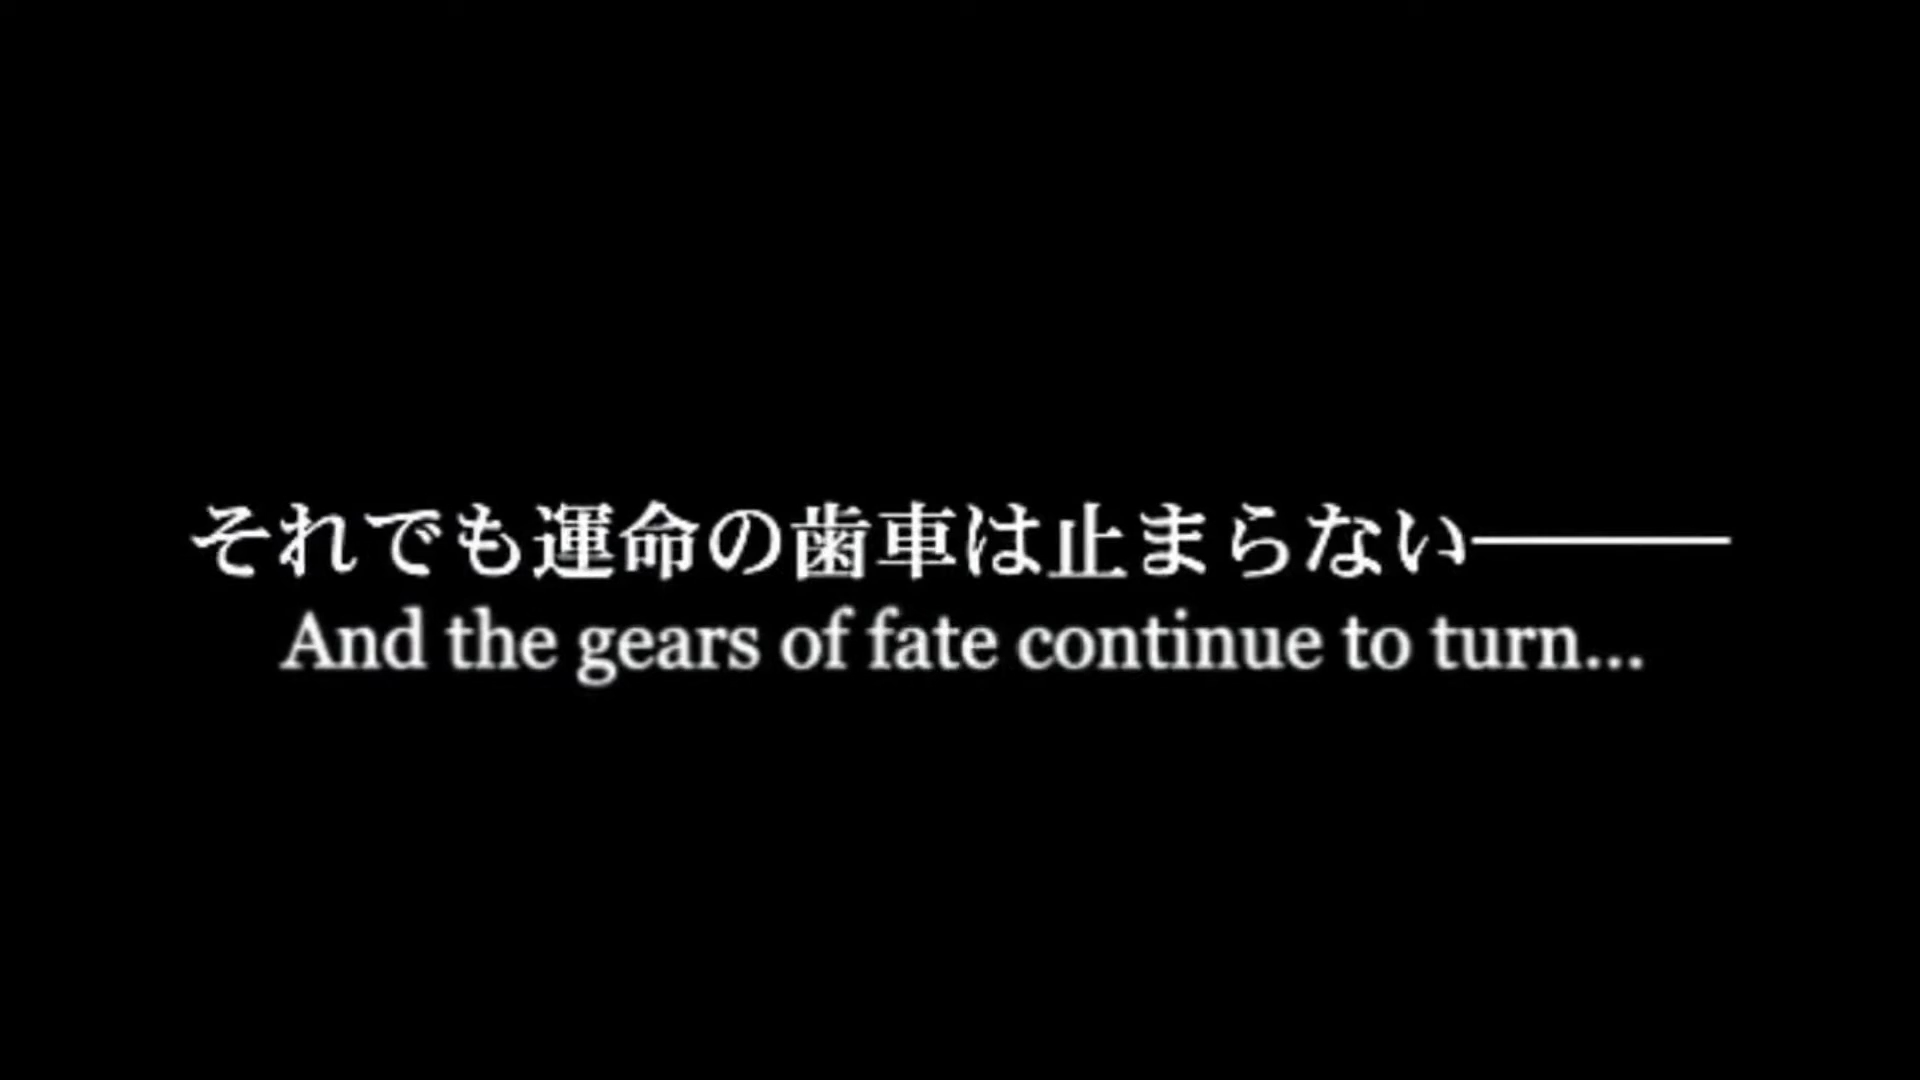 それでも運命の歯車は止まらない―――
And the gears of fate continue to turn...